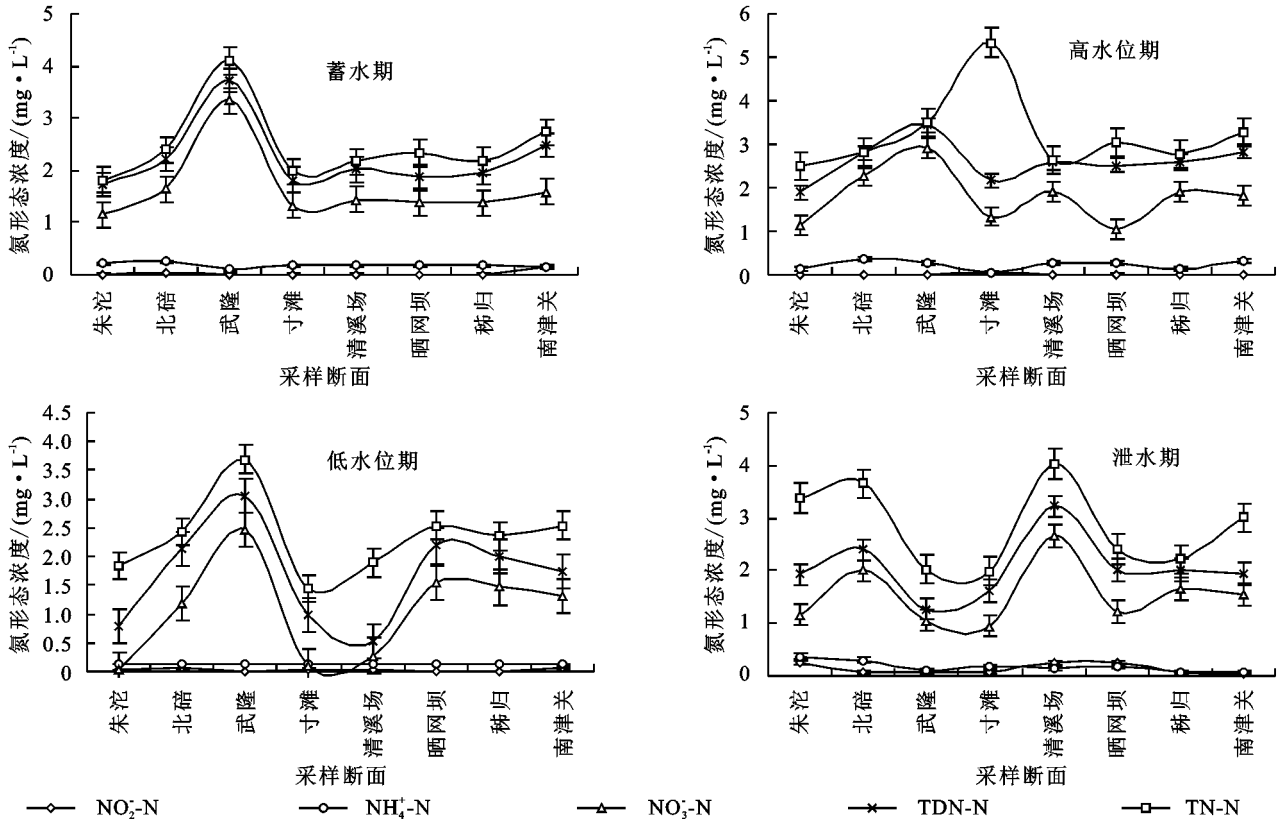 蓄水期
氮形态浓度/(mg·L⁻¹)
5
4
3
2
1
0
朱沱
北碚
武隆
寸滩
清溪场
晒网坝
秭归
南津关
采样断面
高水位期
氮形态浓度/(mg·L⁻¹)
6
5
4
3
2
1
0
朱沱
北碚
武隆
寸滩
清溪场
晒网坝
秭归
南津关
采样断面
低水位期
氮形态浓度/(mg·L⁻¹)
4.5
4.0
3.5
3.0
2.5
2.0
1.5
1.0
0.5
0
朱沱
北碚
武隆
寸滩
清溪场
晒网坝
秭归
南津关
采样断面
泄水期
氮形态浓度/(mg·L⁻¹)
5
4
3
2
1
0
朱沱
北碚
武隆
寸滩
清溪场
晒网坝
秭归
南津关
采样断面
NO₂⁻-N NH₄⁺-N NO₃⁻-N TDN-N TN-N